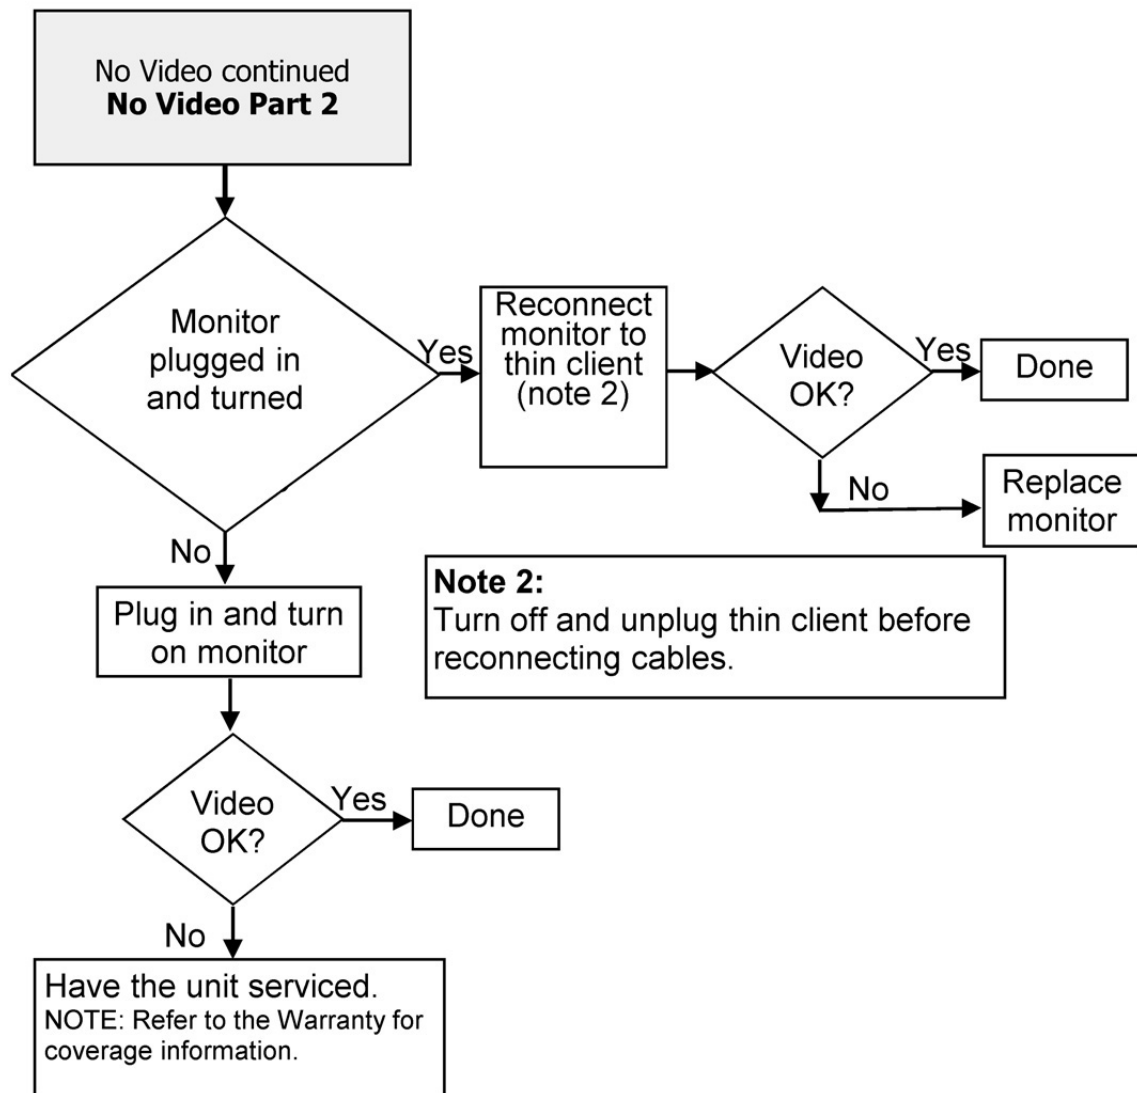 No Video continued
No Video Part 2
Monitor
plugged in
and turned
Yes
Reconnect
monitor to
thin client
(note 2)
Video
OK?
Yes
Done
No
Replace
monitor
No
Plug in and turn
on monitor
Note 2:
Turn off and unplug thin client before
reconnecting cables.
Video
OK?
Yes
Done
No
Have the unit serviced.
NOTE: Refer to the Warranty for
coverage information.